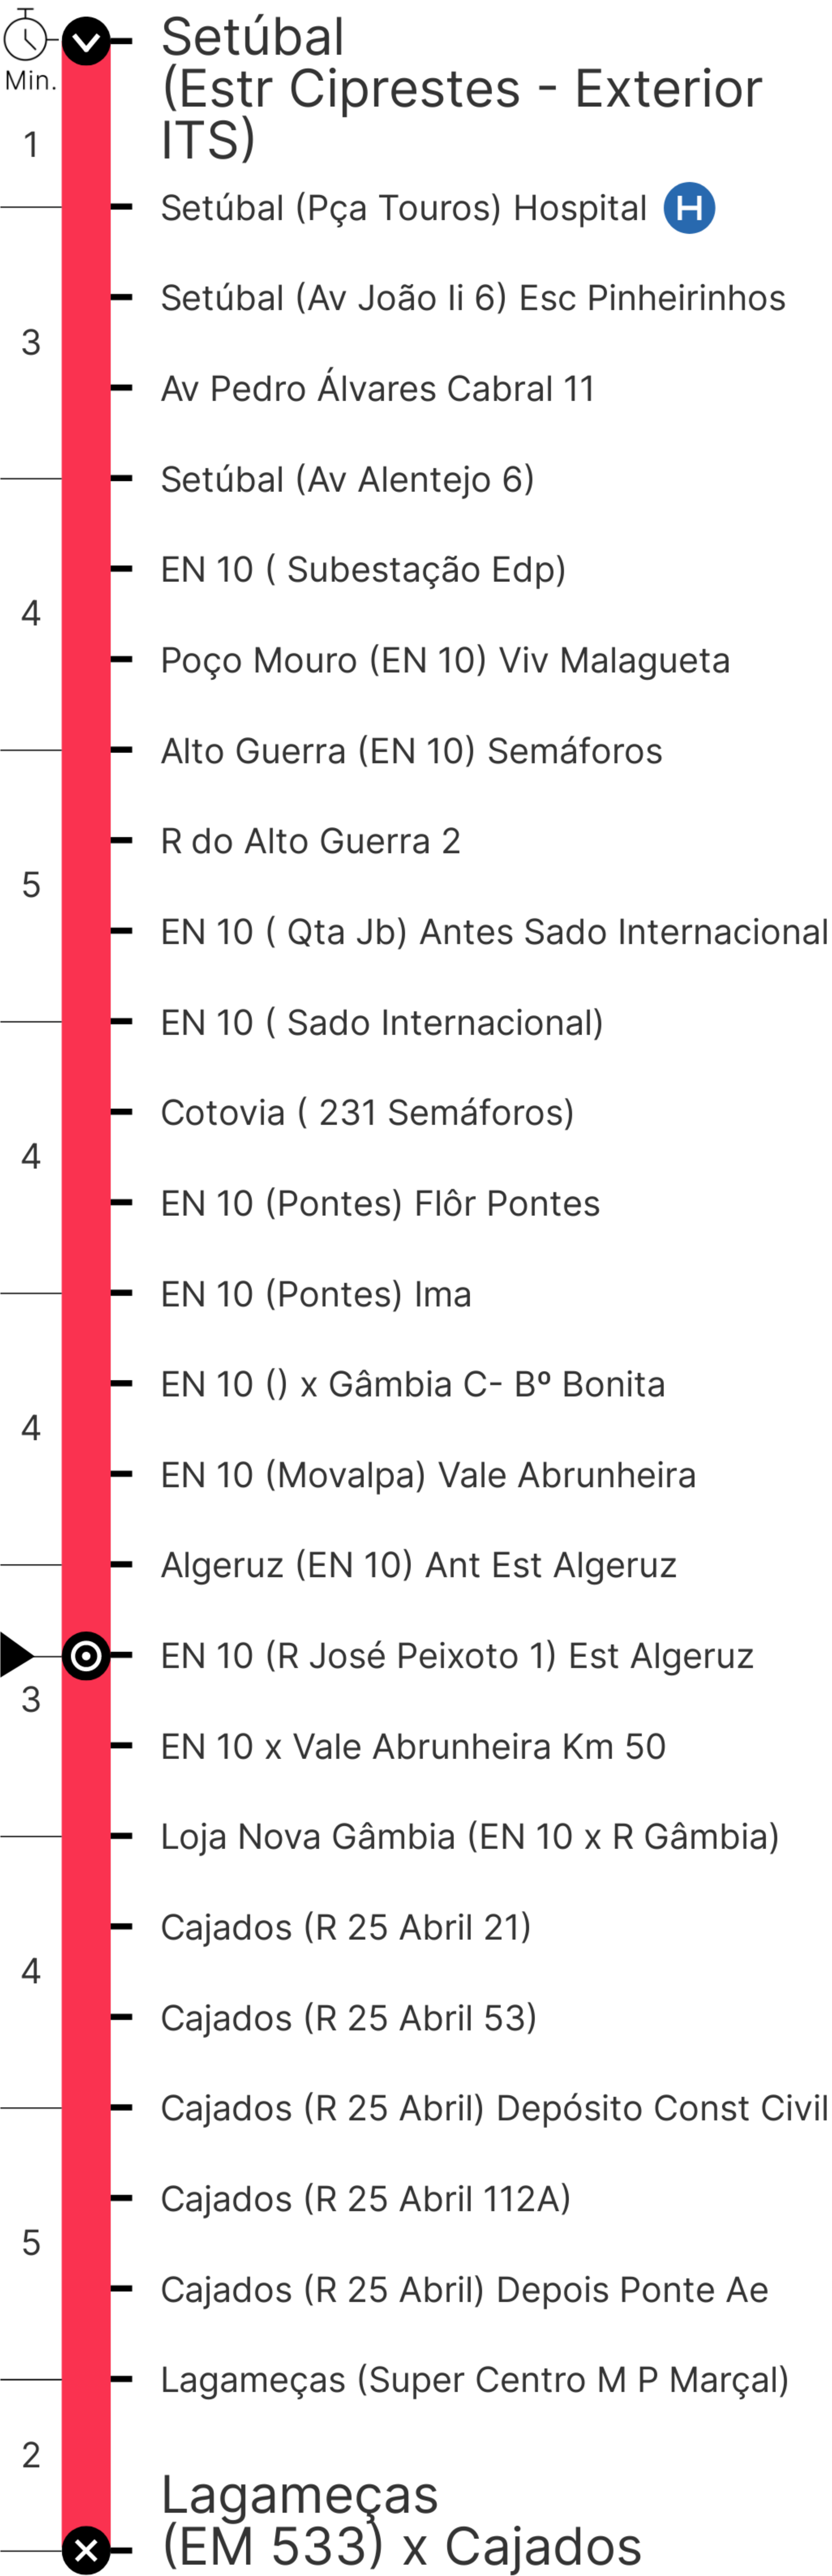 Min.
Setúbal
(Estr Ciprestes - Exterior
ITS)
1
Setúbal (Pça Touros) Hospital H
Setúbal (Av João Ii 6) Esc Pinheirinhos
3
Av Pedro Álvares Cabral 11
Setúbal (Av Alentejo 6)
EN 10 ( Subestação Edp)
4
Poço Mouro (EN 10) Viv Malagueta
Alto Guerra (EN 10) Semáforos
R do Alto Guerra 2
5
EN 10 ( Qta Jb) Antes Sado Internacional
EN 10 ( Sado Internacional)
Cotovia ( 231 Semáforos)
4
EN 10 (Pontes) Flôr Pontes
EN 10 (Pontes) Ima
EN 10 () x Gâmbia C- Bº Bonita
4
EN 10 (Movalpa) Vale Abrunheira
Algeruz (EN 10) Ant Est Algeruz
EN 10 (R José Peixoto 1) Est Algeruz
3
EN 10 x Vale Abrunheira Km 50
Loja Nova Gâmbia (EN 10 x R Gâmbia)
Cajados (R 25 Abril 21)
4
Cajados (R 25 Abril 53)
Cajados (R 25 Abril) Depósito Const Civil
Cajados (R 25 Abril 112A)
5
Cajados (R 25 Abril) Depois Ponte Ae
Lagameças (Super Centro M P Marçal)
2
Lagameças
(EM 533) x Cajados